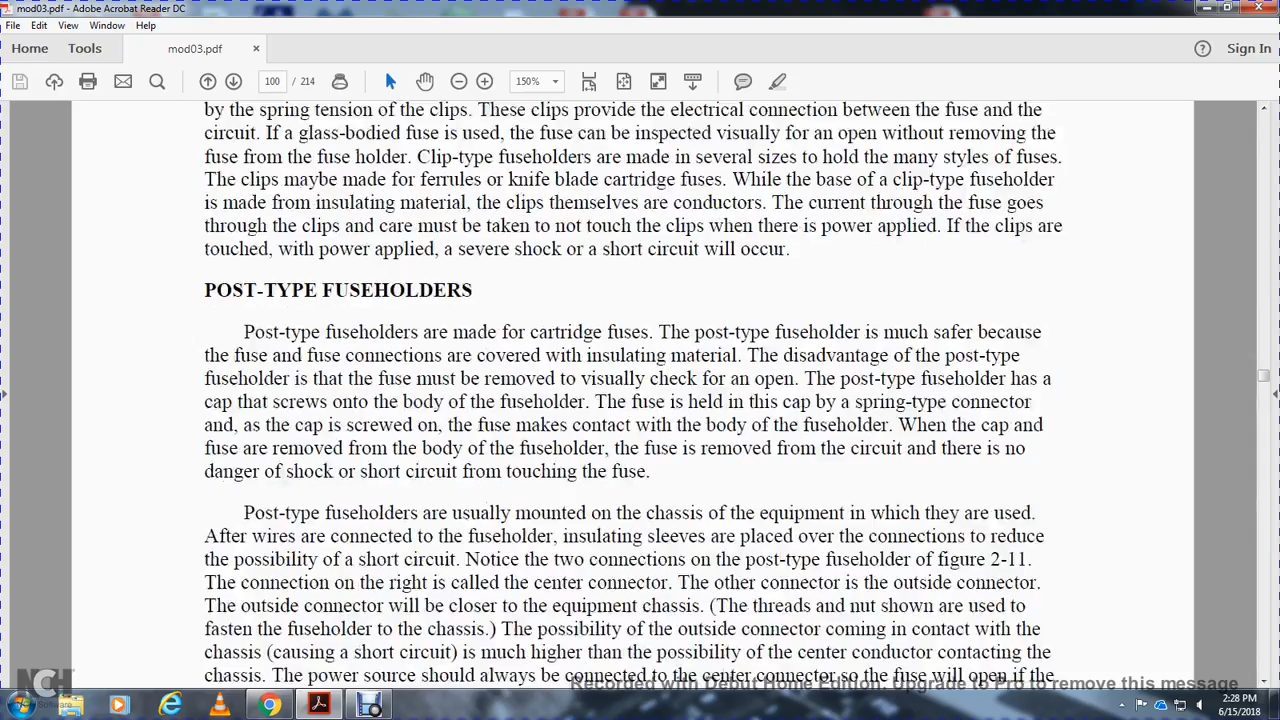 mod03.pdf - Adobe Acrobat Reader DC
File Edit View Window Help
Home Tools mod03.pdf × Sign In
100 / 214 150%
by the spring tension of the clips. These clips provide the electrical connection between the fuse and the
circuit. If a glass-bodied fuse is used, the fuse can be inspected visually for an open without removing the
fuse from the fuse holder. Clip-type fuseholders are made in several sizes to hold the many styles of fuses.
The clips maybe made for ferrules or knife blade cartridge fuses. While the base of a clip-type fuseholder
is made from insulating material, the clips themselves are conductors. The current through the fuse goes
through the clips and care must be taken to not touch the clips when there is power applied. If the clips are
touched, with power applied, a severe shock or a short circuit will occur.
POST-TYPE FUSEHOLDERS
Post-type fuseholders are made for cartridge fuses. The post-type fuseholder is much safer because
the fuse and fuse connections are covered with insulating material. The disadvantage of the post-type
fuseholder is that the fuse must be removed to visually check for an open. The post-type fuseholder has a
cap that screws onto the body of the fuseholder. The fuse is held in this cap by a spring-type connector
and, as the cap is screwed on, the fuse makes contact with the body of the fuseholder. When the cap and
fuse are removed from the body of the fuseholder, the fuse is removed from the circuit and there is no
danger of shock or short circuit from touching the fuse.
Post-type fuseholders are usually mounted on the chassis of the equipment in which they are used.
After wires are connected to the fuseholder, insulating sleeves are placed over the connections to reduce
the possibility of a short circuit. Notice the two connections on the post-type fuseholder of figure 2-11.
The connection on the right is called the center connector. The other connector is the outside connector.
The outside connector will be closer to the equipment chassis. (The threads and nut shown are used to
fasten the fuseholder to the chassis.) The possibility of the outside connector coming in contact with the
chassis (causing a short circuit) is much higher than the possibility of the center conductor contacting the
chassis. The power source should always be connected to the center connector so the fuse will open if the
Recorded with Debut Home Edition. Upgrade to Pro to remove this message
NCH Software
2:28 PM
6/15/2018